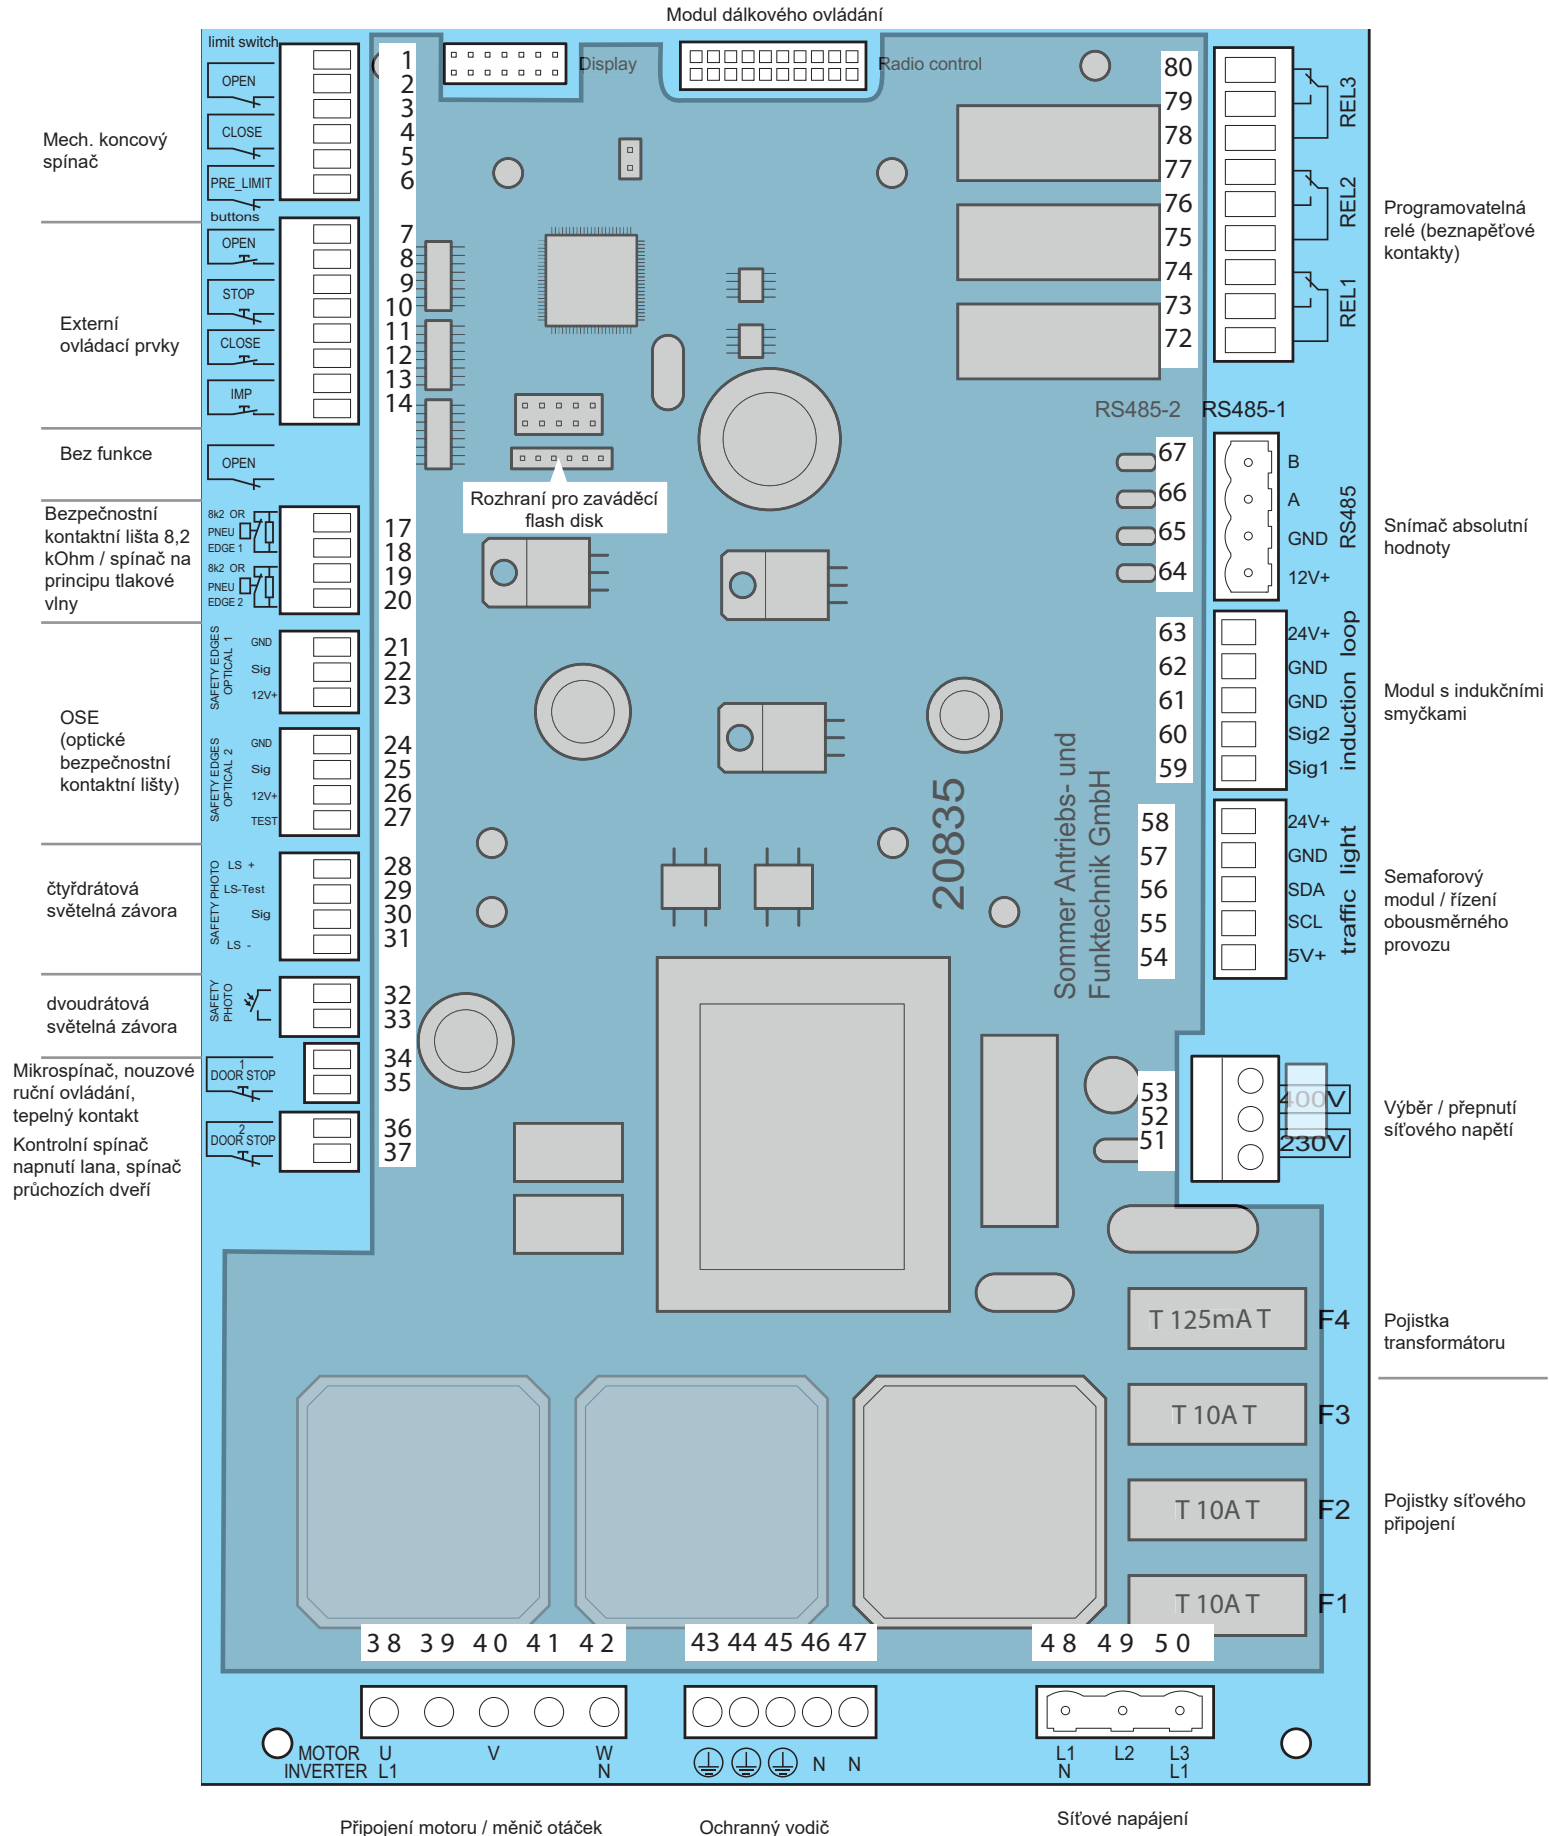 Modul dálkového ovládání
limit switch
OPEN
CLOSE
PRE_LIMIT
Mech. koncový
spínač
1
2
3
4
5
6
Display
Radio control
80
79
78
77
76
75
74
73
72
REL3
REL2
REL1
Programovatelná
relé (beznapěťové
kontakty)
buttons
OPEN
STOP
CLOSE
IMP
Externí
ovládací prvky
7
8
9
10
11
12
13
14
Bez funkce
OPEN
Rozhraní pro zaváděcí
flash disk
RS485-2
RS485-1
67
66
65
64
B
A
GND
12V+
RS485
Snímač absolutní
hodnoty
Bezpečnostní
kontaktní lišta 8,2
kOhm / spínač na
principu tlakové
vlny
8k2 OR
PNEU
EDGE 1
8k2 OR
PNEU
EDGE 2
17
18
19
20
OSE
(optické
bezpečnostní
kontaktní lišty)
SAFETY EDGES
OPTICAL 1
GND
Sig
12V+
21
22
23
SAFETY EDGES
OPTICAL 2
GND
Sig
12V+
TEST
24
25
26
27
63
62
61
60
59
24V+
GND
GND
Sig2
Sig1
induction loop
Modul s indukčními
smyčkami
20835
Sommer Antriebs- und
Funktechnik GmbH
58
57
56
55
54
24V+
GND
SDA
SCL
5V+
traffic light
Semaforový
modul / řízení
obousměrného
provozu
čtyřdrátová
světelná závora
SAFETY PHOTO
LS +
LS-Test
Sig
LS -
28
29
30
31
dvoudrátová
světelná závora
SAFETY
PHOTO
32
33
Mikrospínač, nouzové
ruční ovládání,
tepelný kontakt
1
DOOR STOP
34
35
Kontrolní spínač
napnutí lana, spínač
průchozích dveří
2
DOOR STOP
36
37
53
52
51
400V
230V
Výběr / přepnutí
síťového napětí
T 125mA T
F4
Pojistka
transformátoru
T 10A T
F3
T 10A T
F2
T 10A T
F1
Pojistky síťového
připojení
38 39 40 41 42
43 44 45 46 47
48 49 50
MOTOR U V W
INVERTER L1 N
N N
L1 L2 L3
N L1
Připojení motoru / měnič otáček
Ochranný vodič
Síťové napájení